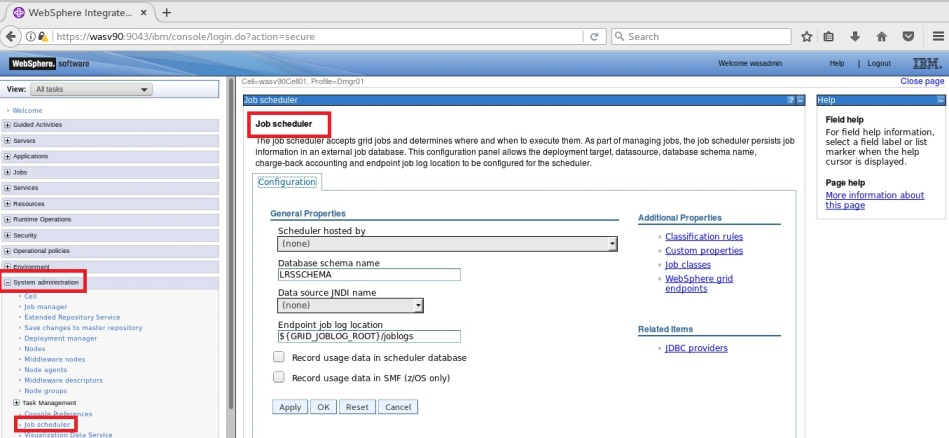 WebSphere Integrate...
https://wasv90:9043/ibm/console/login.do?action=secure
Search
WebSphere. software
Welcome wasadmin
Help | Logout
IBM.
View: All tasks
Welcome
Guided Activities
Servers
Applications
Jobs
Services
Resources
Runtime Operations
Security
Operational policies
Environment
System administration
Cell
Job manager
Extended Repository Service
Save changes to master repository
Deployment manager
Nodes
Middleware nodes
Node agents
Middleware descriptors
Node groups
Task Management
Console Preferences
Job scheduler
Visualization Data Service
Cell=wasv90Cell01, Profile=Dmgr01
Close page
Job scheduler
Job scheduler
The job scheduler accepts grid jobs and determines where and when to execute them. As part of managing jobs, the job scheduler persists job
information in an external job database. This configuration panel allows the deployment target, datasource, database schema name,
charge-back accounting and endpoint job log location to be configured for the scheduler.
Configuration
General Properties
Scheduler hosted by
(none)
Database schema name
LRSSCHEMA
Data source JNDI name
(none)
Endpoint job log location
${GRID_JOBLOG_ROOT}/joblogs
Record usage data in scheduler database
Record usage data in SMF (z/OS only)
Apply OK Reset Cancel
Additional Properties
Classification rules
Custom properties
Job classes
WebSphere grid
endpoints
Related Items
JDBC providers
Help
Field help
For field help information,
select a field label or list
marker when the help
cursor is displayed.
Page help
More information about
this page